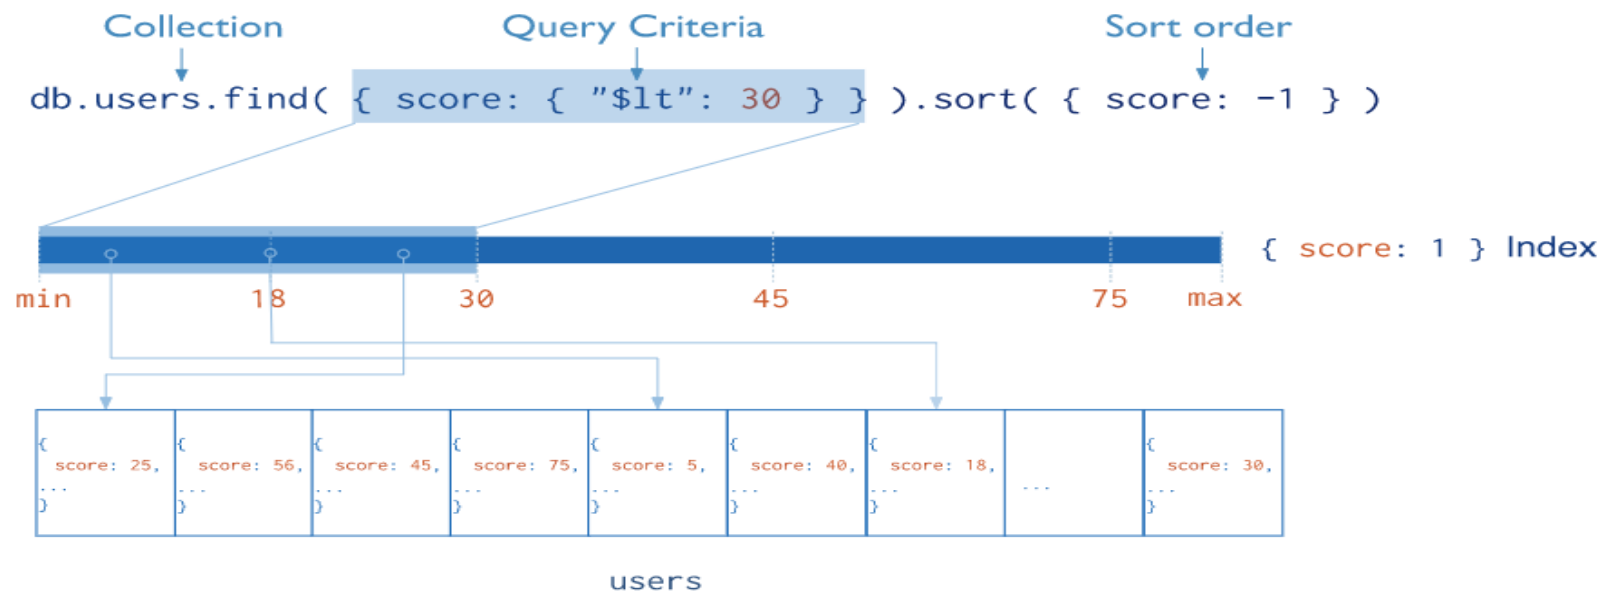 Collection Query Criteria Sort order
db.users.find( { score: { "$lt": 30 } } ).sort( { score: -1 } )
{ score: 1 } Index
min 18 30 45 75 max
{ { { { { { { {
score: 25, score: 56, score: 45, score: 75, score: 5, score: 40, score: 18, score: 30,
... ... ... ... ... ... ... ... ...
} } } } } } } }
users